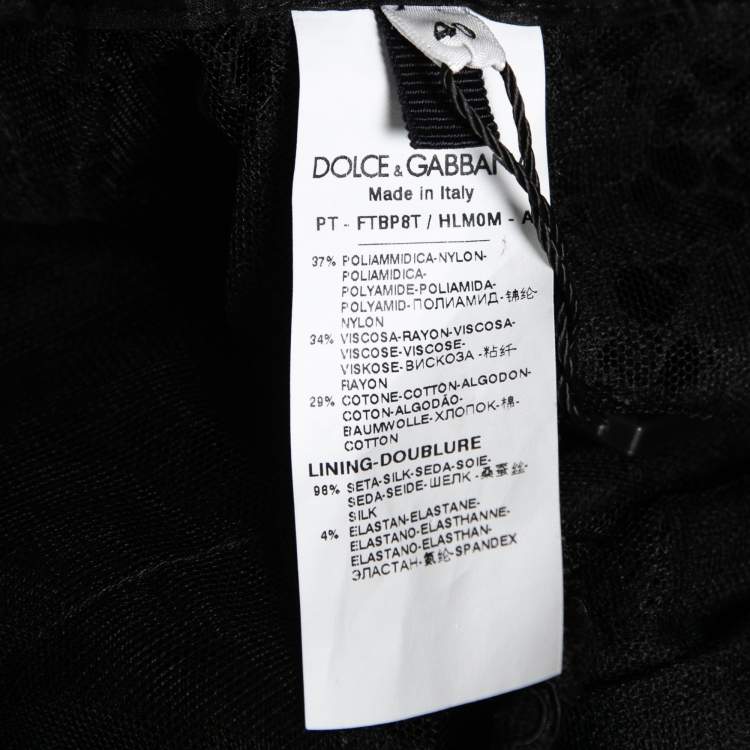 40
DOLCE & GABBAN
Made in Italy
PT - FTBP8T / HLM0M - A
37% POLIAMMIDICA-NYLON-
POLIAMIDICA-
POLYAMIDE-POLIAMIDA-
POLYAMID-ПОЛИАМИД-锦纶-
NYLON
34% VISCOSA-RAYON-VISCOSA-
VISCOSE-VISCOSE-
VISKOSE-ВИСКОЗА-粘纤
RAYON
29% COTONE-COTTON-ALGODON-
COTON-ALGODÃO-
BAUMWOLLE-ХЛОПОК-棉-
COTTON
LINING-DOUBLURE
96% SETA-SILK-SEDA-SOIE-
SEDA-SEIDE-ШЕЛК-桑蚕丝-
SILK
4% ELASTAN-ELASTANE-
ELASTANO-ELASTHANNE-
ELASTANO-ELASTHAN-
ЭЛАСТАН-氨纶-SPANDEX